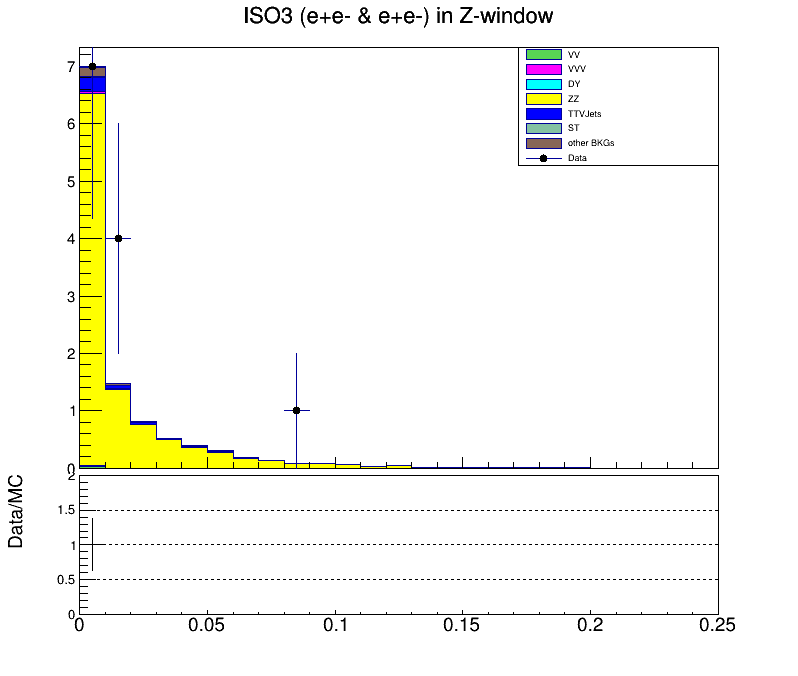 ISO3 (e+e- & e+e-) in Z-window
VV
VVV
DY
ZZ
TTVJets
ST
other BKGs
Data
7
6
5
4
3
2
1
0
Data/MC
2
1.5
1
0.5
0
0 0.05 0.1 0.15 0.2 0.25